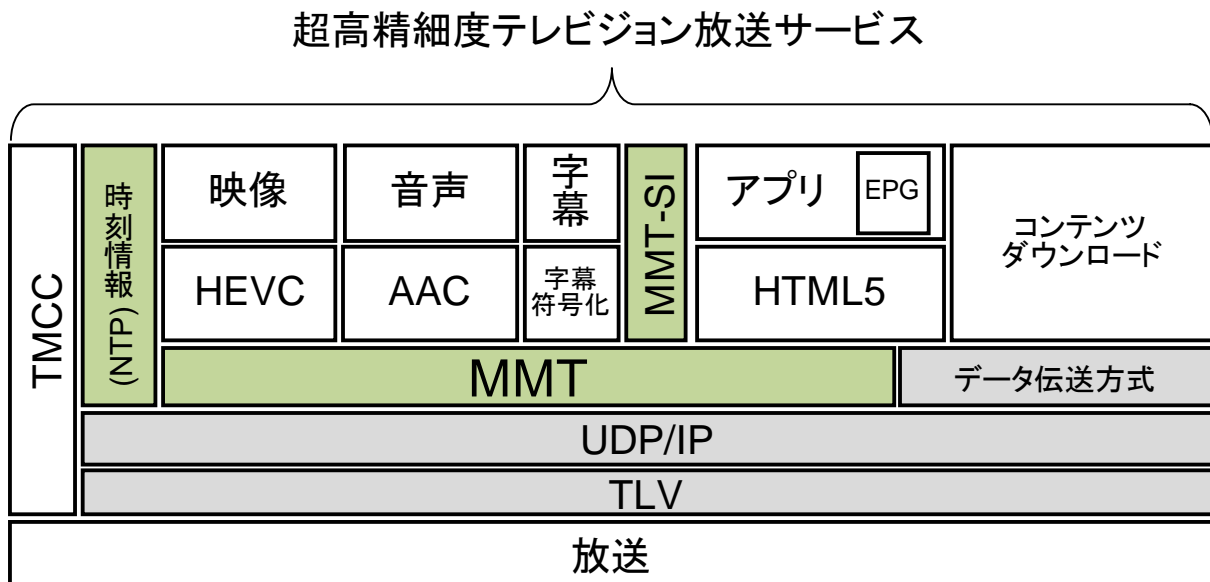 超高精細度テレビジョン放送サービス
TMCC
時刻情報(NTP)
映像
音声
字幕
MMT-SI
アプリ
EPG
コンテンツ
ダウンロード
HEVC
AAC
字幕
符号化
HTML5
MMT
データ伝送方式
UDP/IP
TLV
放送